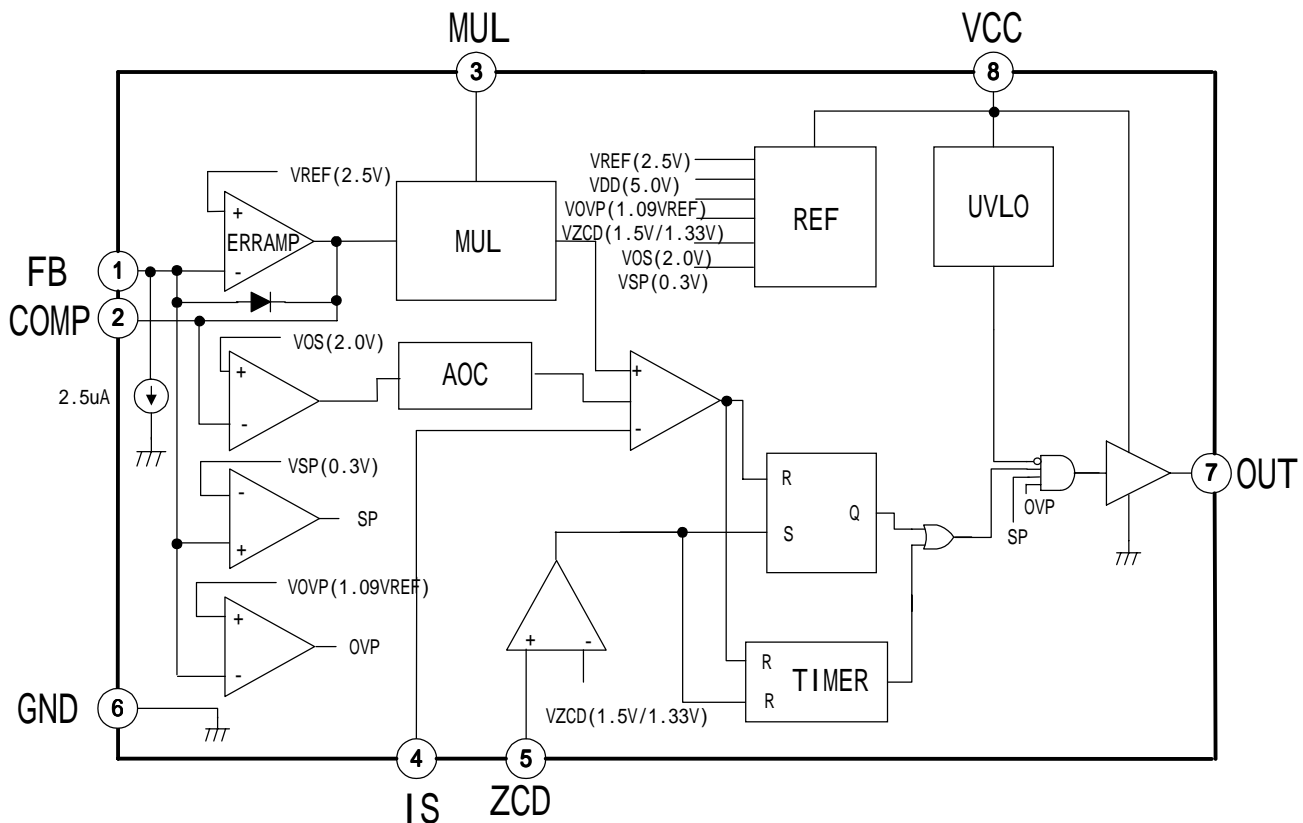 MUL
VCC
3
8
VREF(2.5V)
+
ERRAMP
-
MUL
VREF(2.5V)
VDD(5.0V)
VOVP(1.09VREF)
VZCD(1.5V/1.33V)
VOS(2.0V)
VSP(0.3V)
REF
UVLO
FB
1
COMP
2
2.5uA
VOS(2.0V)
+
-
AOC
+
-
VSP(0.3V)
-
+
SP
R
S
Q
OVP
SP
7
OUT
VOVP(1.09VREF)
+
-
OVP
+
-
VZCD(1.5V/1.33V)
R
R
TIMER
GND
6
4
IS
5
ZCD